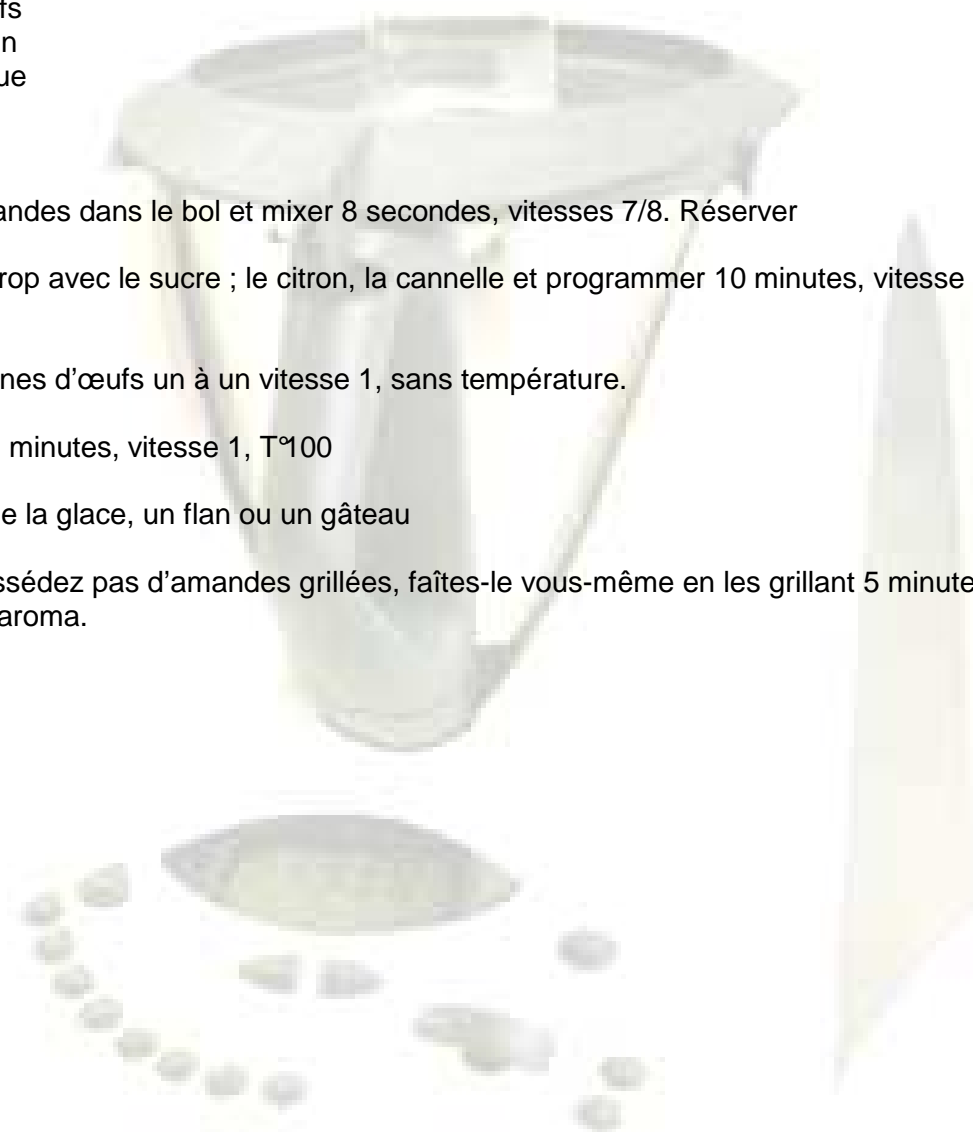 fs
n
ue
andes dans le bol et mixer 8 secondes, vitesses 7/8. Réserver
rop avec le sucre ; le citron, la cannelle et programmer 10 minutes, vitesse
nes d’œufs un à un vitesse 1, sans température.
minutes, vitesse 1, T°100
e la glace, un flan ou un gâteau
ssédez pas d’amandes grillées, faîtes-le vous-même en les grillant 5 minute
aroma.